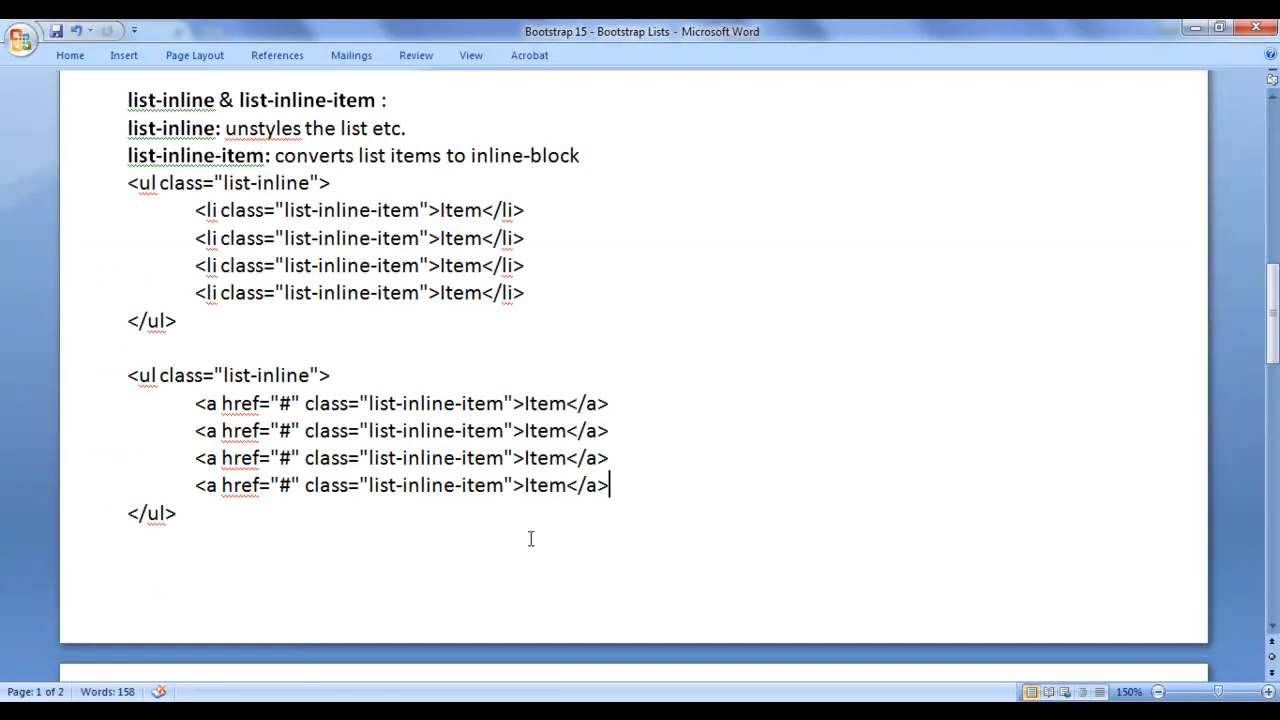 Bootstrap 15 - Bootstrap Lists - Microsoft Word
Home Insert Page Layout References Mailings Review View Acrobat
list-inline & list-inline-item :
list-inline: unstyles the list etc.
list-inline-item: converts list items to inline-block
<ul class="list-inline">
<li class="list-inline-item">Item</li>
<li class="list-inline-item">Item</li>
<li class="list-inline-item">Item</li>
<li class="list-inline-item">Item</li>
</ul>
<ul class="list-inline">
<a href="#" class="list-inline-item">Item</a>
<a href="#" class="list-inline-item">Item</a>
<a href="#" class="list-inline-item">Item</a>
<a href="#" class="list-inline-item">Item</a>
</ul>
Page: 1 of 2 Words: 158 150%